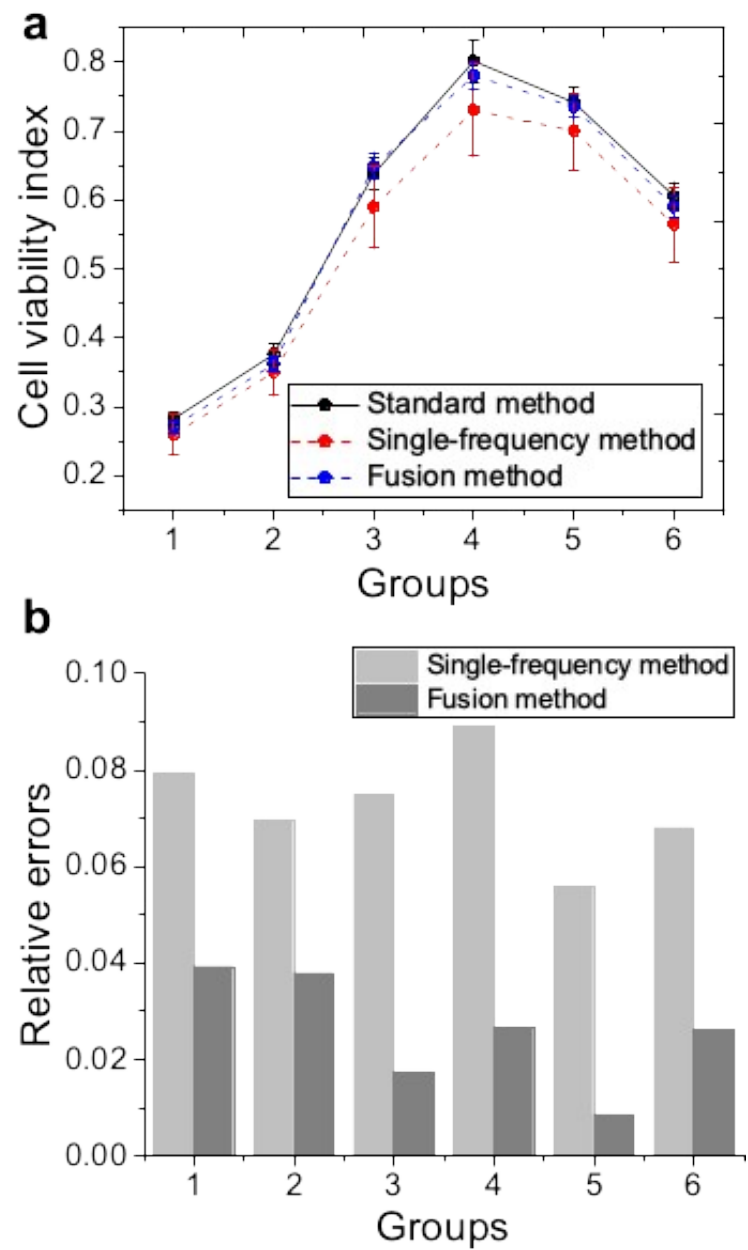 a
Cell viability index
0.8
0.7
0.6
0.5
0.4
0.3
0.2
Standard method
Single-frequency method
Fusion method
1 2 3 4 5 6
Groups
b
Relative errors
0.10
0.08
0.06
0.04
0.02
0.00
Single-frequency method
Fusion method
1 2 3 4 5 6
Groups